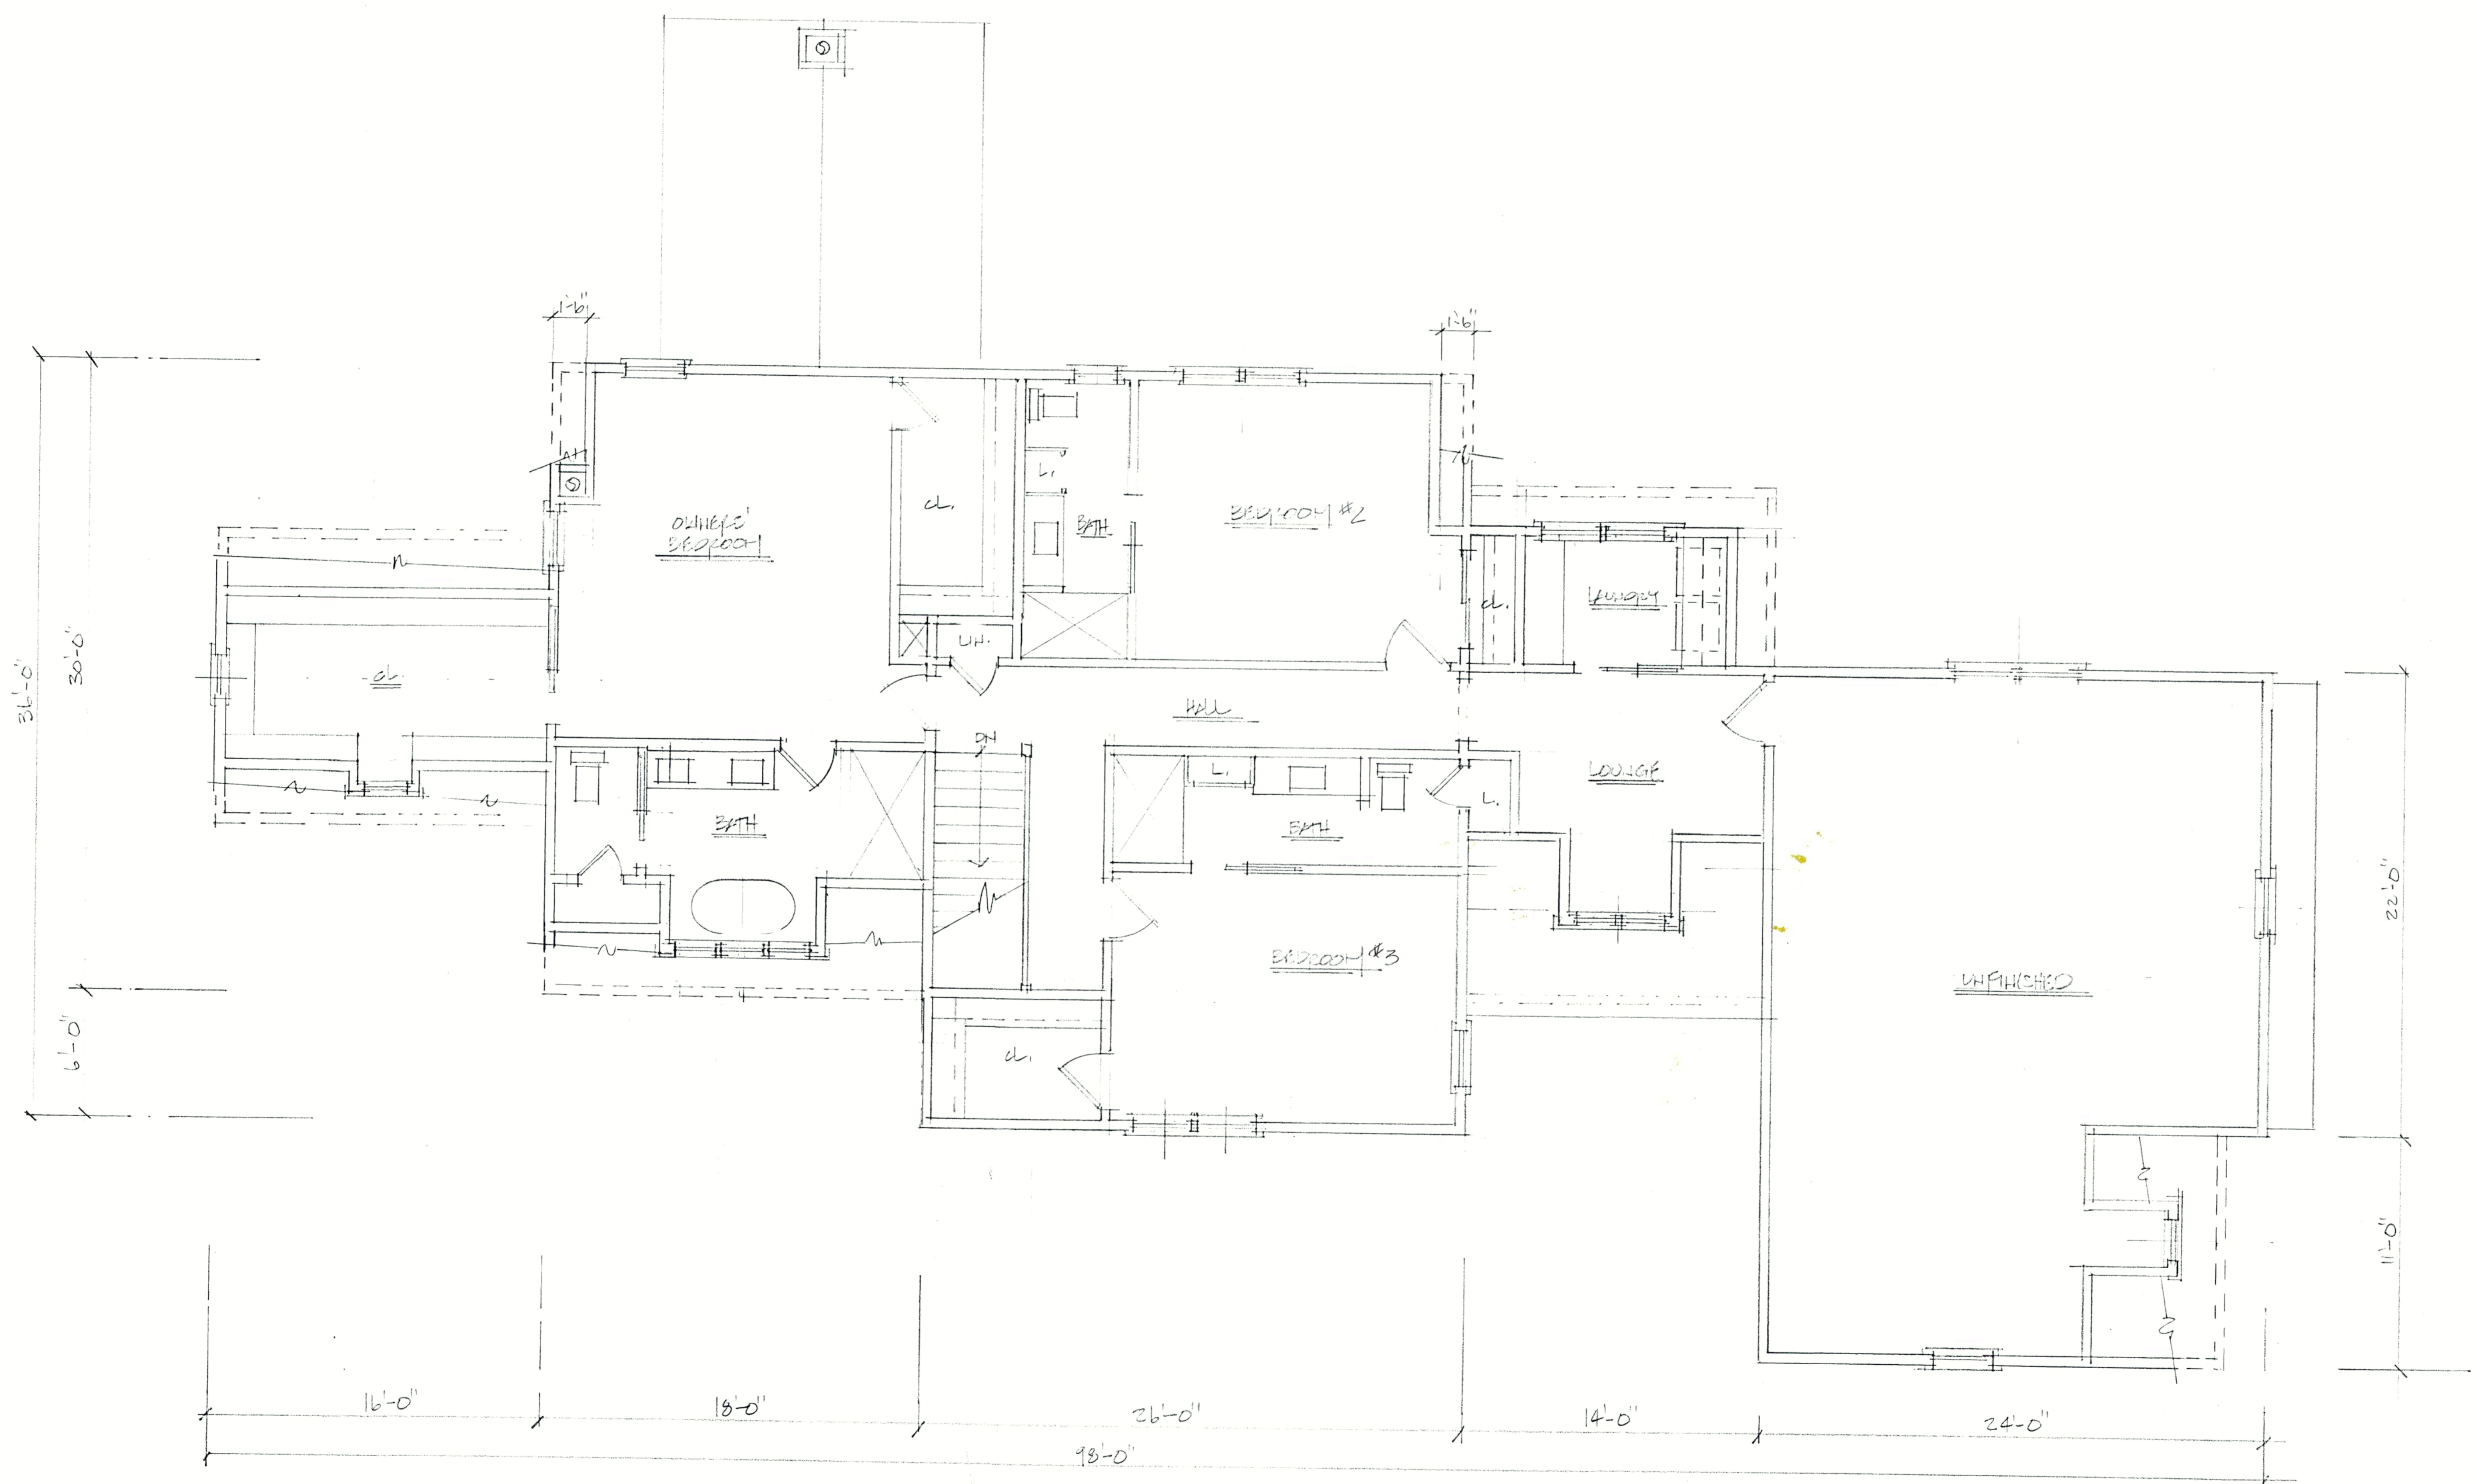 1'-6"
1'-6"
OWNERS'
BEDROOM
CL.
L.
BATH
BEDROOM #2
CL.
LAUNDRY
LIN.
CL.
36'-0"
30'-0"
6'-0"
HALL
DN
LOUNGE
L.
L.
BATH
BATH
BEDROOM #3
UNFINISHED
CL.
22'-0"
11'-0"
16'-0"
18'-0"
26'-0"
14'-0"
24'-0"
98'-0"